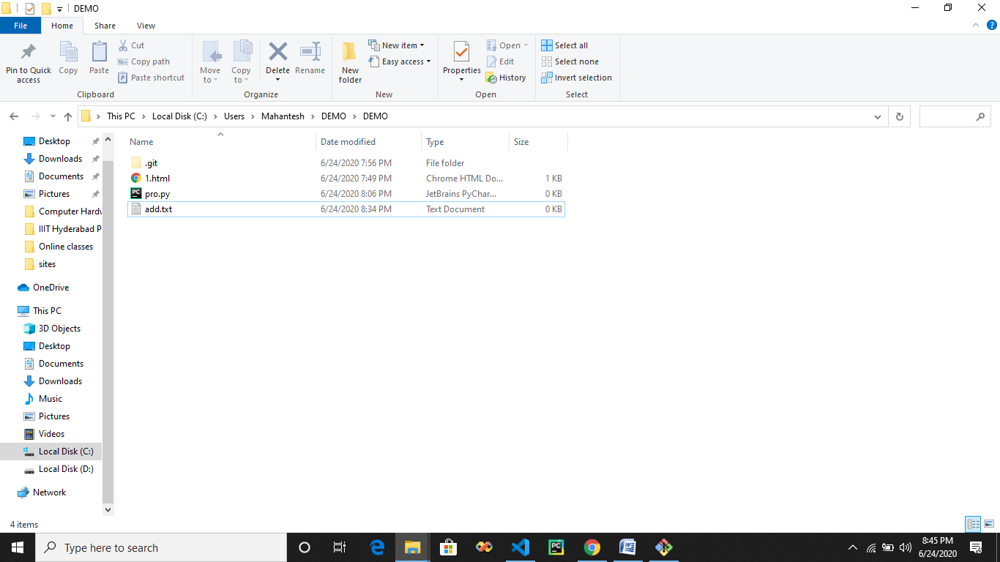 DEMO
File Home Share View
Pin to Quick access
Copy
Paste
Cut
Copy path
Paste shortcut
Clipboard
Move to
Copy to
Delete
Rename
Organize
New folder
New item
Easy access
New
Properties
Open
Edit
History
Open
Select all
Select none
Invert selection
Select
This PC > Local Disk (C:) > Users > Mahantesh > DEMO > DEMO
Desktop
Downloads
Documents
Pictures
Computer Hardw
IIIT Hyderabad P
Online classes
sites
OneDrive
This PC
3D Objects
Desktop
Documents
Downloads
Music
Pictures
Videos
Local Disk (C:)
Local Disk (D:)
Network
Name Date modified Type Size
.git 6/24/2020 7:56 PM File folder
1.html 6/24/2020 7:49 PM Chrome HTML Do... 1 KB
pro.py 6/24/2020 8:06 PM JetBrains PyChar... 0 KB
add.txt 6/24/2020 8:34 PM Text Document 0 KB
4 items
Type here to search
8:45 PM
6/24/2020